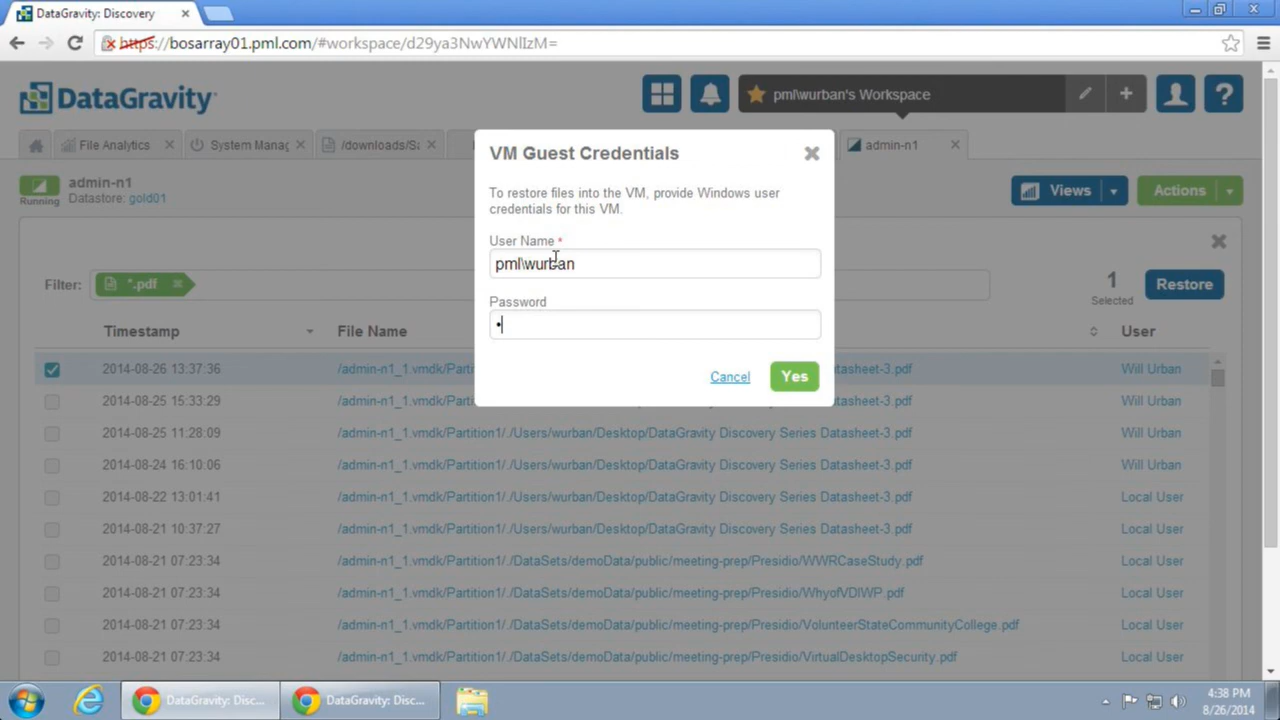 DataGravity: Discovery
https://bosarray01.pml.com/#workspace/d29ya3NwYWNlIzM=
DataGravity
pml\wurban's Workspace
File Analytics
System Manag
/downloads/Sa
admin-n1
admin-n1
Datastore: gold01
Running
Views
Actions
VM Guest Credentials
To restore files into the VM, provide Windows user
credentials for this VM.
User Name *
pml\wurban
Password
•
Cancel
Yes
Filter: *.pdf
1
Selected
Restore
Timestamp File Name User
2014-08-26 13:37:36 /admin-n1_1.vmdk/Parti atasheet-3.pdf Will Urban
2014-08-25 15:33:29 /admin-n1_1.vmdk/Parti atasheet-3.pdf Will Urban
2014-08-25 11:28:09 /admin-n1_1.vmdk/Partition1/./Users/wurban/Desktop/DataGravity Discovery Series Datasheet-3.pdf Will Urban
2014-08-24 16:10:06 /admin-n1_1.vmdk/Partition1/./Users/wurban/Desktop/DataGravity Discovery Series Datasheet-3.pdf Will Urban
2014-08-22 13:01:41 /admin-n1_1.vmdk/Partition1/./Users/wurban/Desktop/DataGravity Discovery Series Datasheet-3.pdf Local User
2014-08-21 10:37:27 /admin-n1_1.vmdk/Partition1/./Users/wurban/Desktop/DataGravity Discovery Series Datasheet-3.pdf Local User
2014-08-21 07:23:34 /admin-n1_1.vmdk/Partition1/./DataSets/demoData/public/meeting-prep/Presidio/WWRCaseStudy.pdf Local User
2014-08-21 07:23:34 /admin-n1_1.vmdk/Partition1/./DataSets/demoData/public/meeting-prep/Presidio/WhyofVDIWP.pdf Local User
2014-08-21 07:23:34 /admin-n1_1.vmdk/Partition1/./DataSets/demoData/public/meeting-prep/Presidio/VolunteerStateCommunityCollege.pdf Local User
2014-08-21 07:23:34 /admin-n1_1.vmdk/Partition1/./DataSets/demoData/public/meeting-prep/Presidio/VirtualDesktopSecurity.pdf Local User
DataGravity: Disc...
DataGravity: Disc...
4:38 PM
8/26/2014